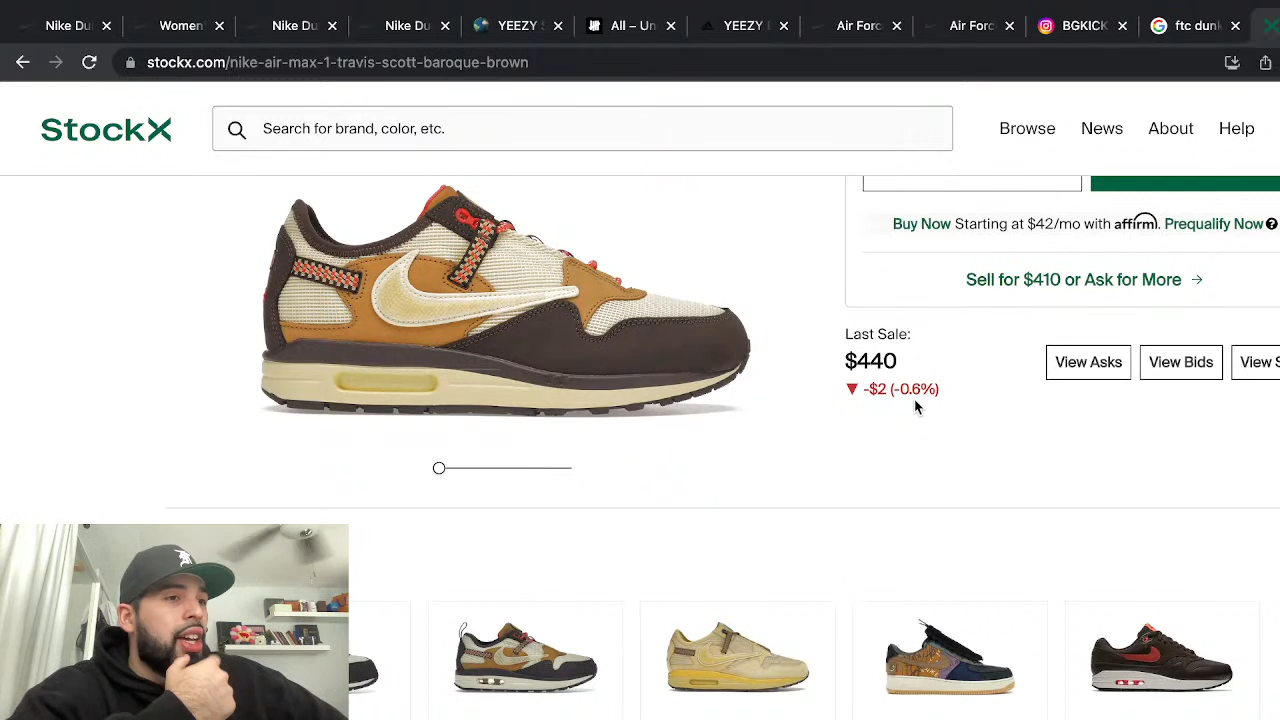 Nike Du
Women'
Nike Du
Nike Du
YEEZY S
All – Un
YEEZY
Air Forc
Air Forc
BGKICK
ftc dunk
stockx.com/nike-air-max-1-travis-scott-baroque-brown
StockX
Search for brand, color, etc.
Browse
News
About
Help
Buy Now Starting at $42/mo with affirm. Prequalify Now
Sell for $410 or Ask for More →
Last Sale:
$440
▼ -$2 (-0.6%)
View Asks
View Bids
View S